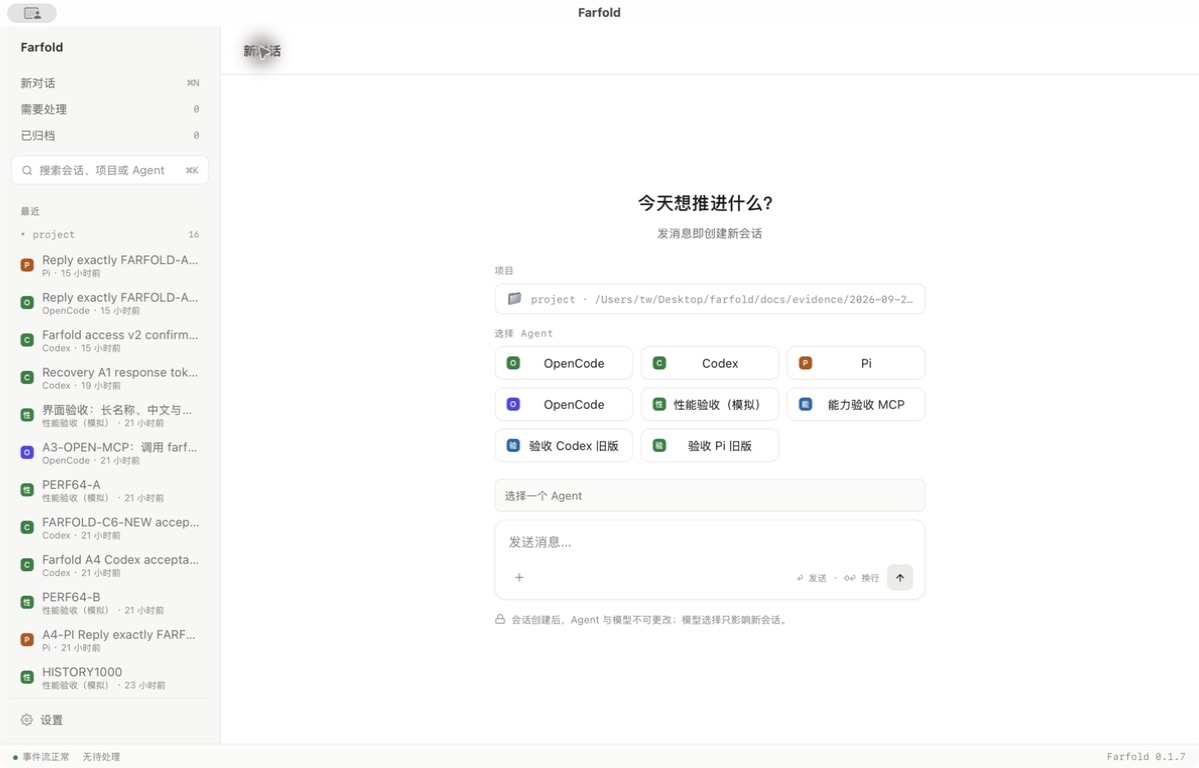 Farfold
Farfold
新对话 ⌘N
需要处理 0
已归档 0
搜索会话、项目或 Agent ⌘K
最近
• project 16
P Reply exactly FARFOLD-A...
Pi · 15 小时前
O Reply exactly FARFOLD-A...
OpenCode · 15 小时前
C Farfold access v2 confirm...
Codex · 15 小时前
C Recovery A1 response tok...
Codex · 19 小时前
性 界面验收：长名称、中文与...
性能验收（模拟） · 21 小时前
O A3-OPEN-MCP：调用 farf...
OpenCode · 21 小时前
性 PERF64-A
性能验收（模拟） · 21 小时前
C FARFOLD-C6-NEW accep...
Codex · 21 小时前
C Farfold A4 Codex accepta...
Codex · 21 小时前
性 PERF64-B
性能验收（模拟） · 21 小时前
P A4-PI Reply exactly FARF...
Pi · 21 小时前
性 HISTORY1000
性能验收（模拟） · 23 小时前
设置
新 话
今天想推进什么?
发消息即创建新会话
项目
project · /Users/tw/Desktop/farfold/docs/evidence/2026-09-2…
选择 Agent
O OpenCode
C Codex
P Pi
O OpenCode
性 性能验收（模拟）
能 能力验收 MCP
验 验收 Codex 旧版
验 验收 Pi 旧版
选择一个 Agent
发送消息...
+ ⏎ 发送 · 换行 ↑
会话创建后，Agent 与模型不可更改；模型选择只影响新会话。
事件流正常 无待处理
Farfold 0.1.7